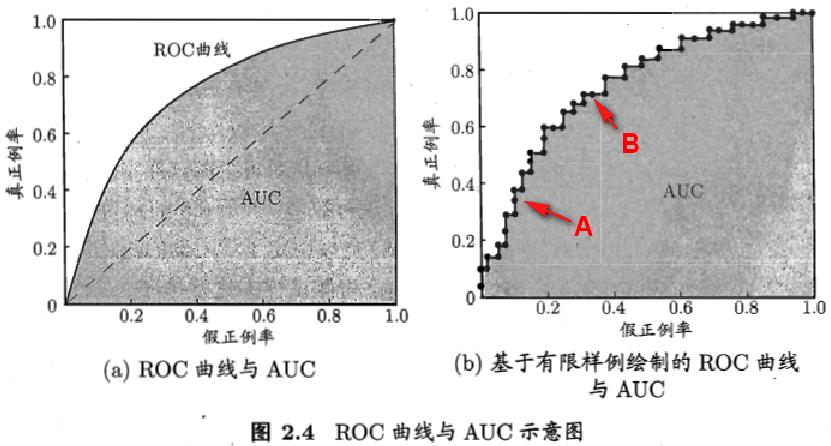 1.0
0.8
0.6
0.4
0.2
0
真正例率
ROC曲线
AUC
0.2 0.4 0.6 0.8 1.0
假正例率
(a) ROC 曲线与 AUC
1.0
0.8
0.6
0.4
0.2
0
真正例率
B
A
AUC
0.2 0.4 0.6 0.8 1.0
假正例率
(b) 基于有限样例绘制的 ROC 曲线
与 AUC
图 2.4 ROC 曲线与 AUC 示意图